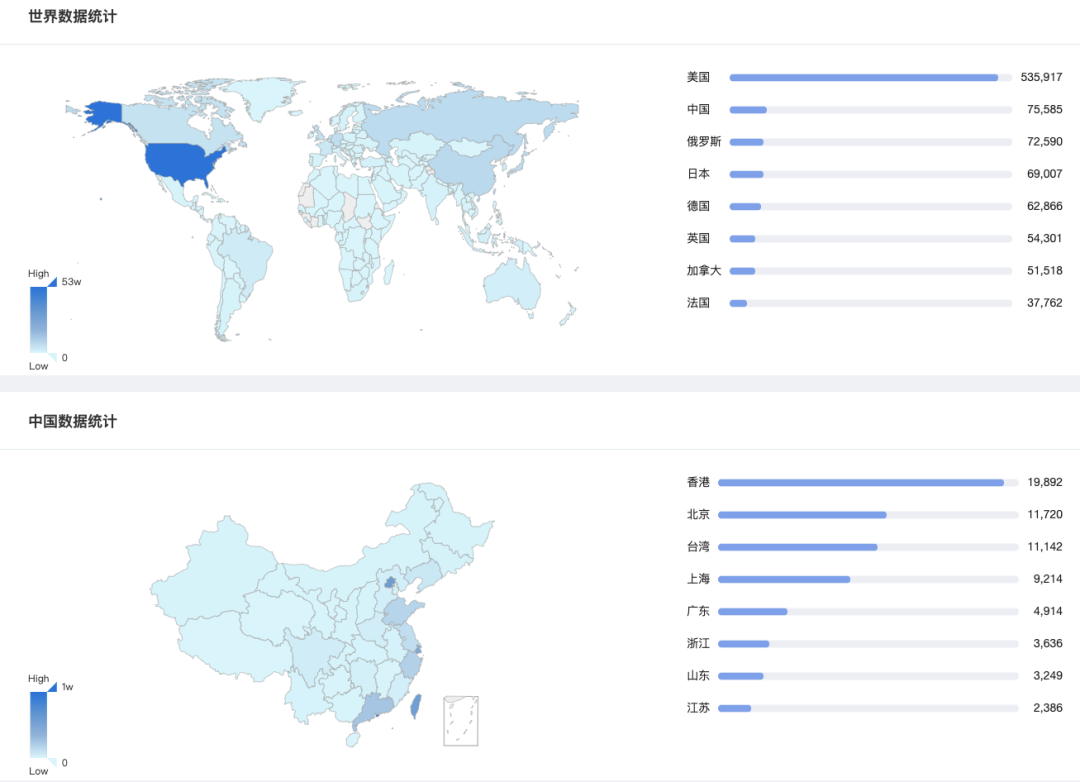 世界数据统计
美国 535,917
中国 75,585
俄罗斯 72,590
日本 69,007
德国 62,866
英国 54,301
加拿大 51,518
法国 37,762
High
53w
0
Low
中国数据统计
香港 19,892
北京 11,720
台湾 11,142
上海 9,214
广东 4,914
浙江 3,636
山东 3,249
江苏 2,386
High
1w
0
Low